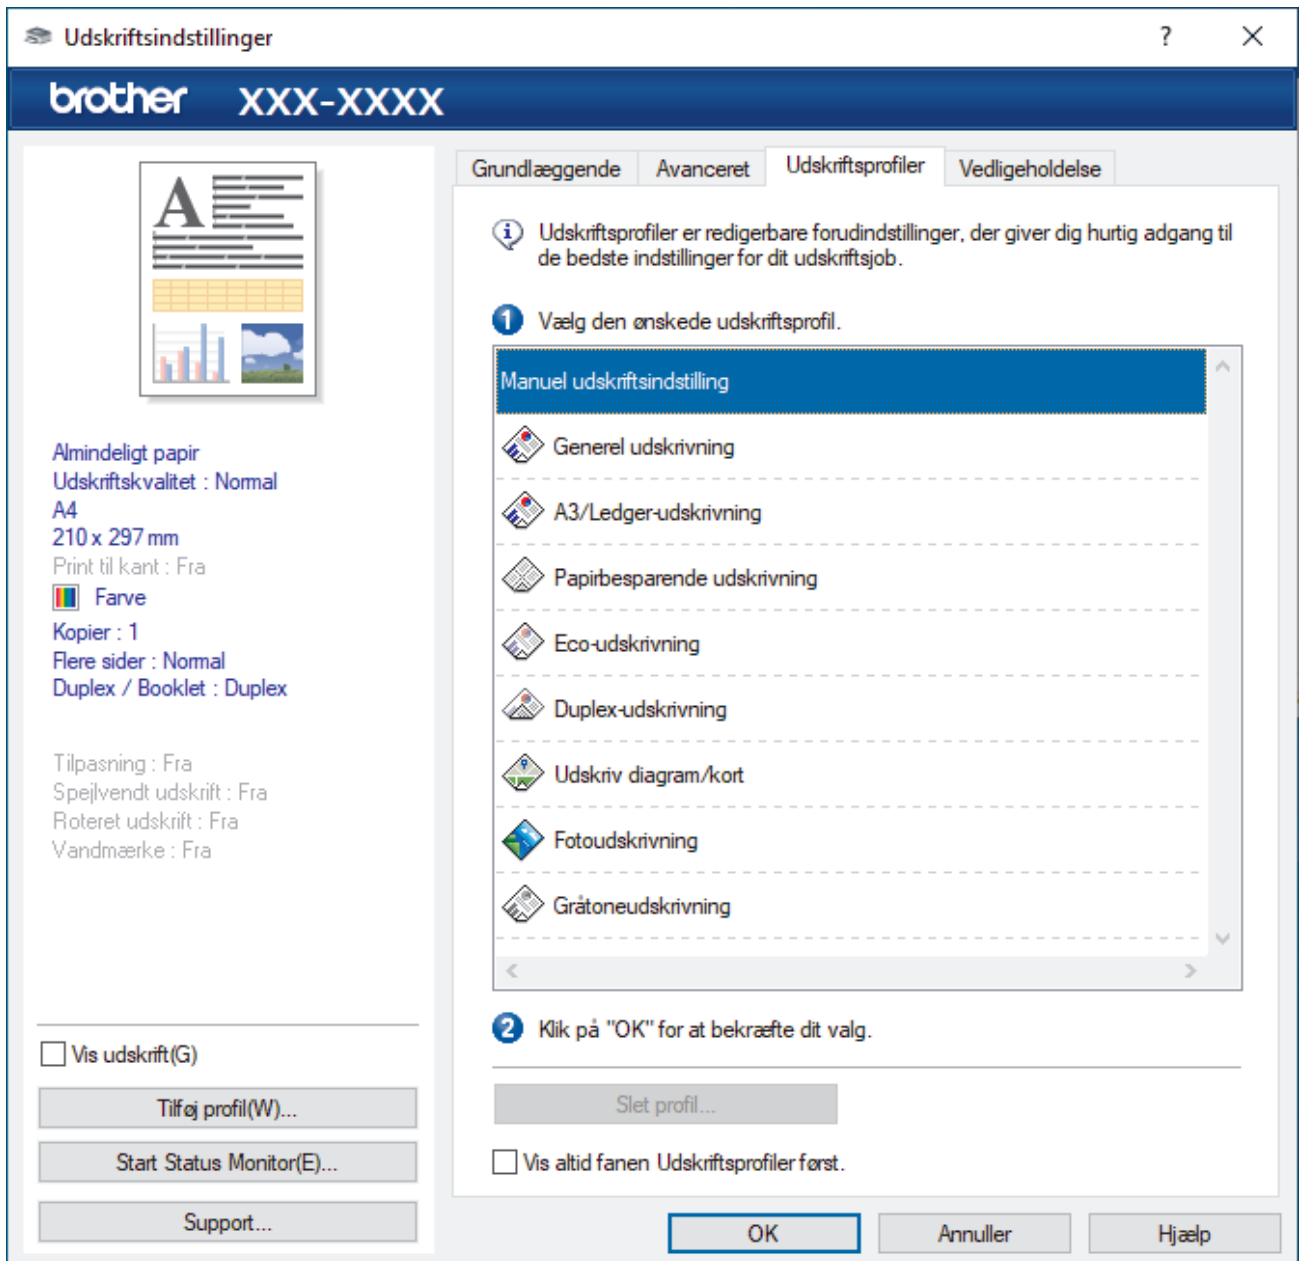 Udskriftsindstillinger
?
brother XXX-XXXX
Almindeligt papir
Udskriftskvalitet : Normal
A4
210 x 297 mm
Print til kant : Fra
Farve
Kopier : 1
Flere sider : Normal
Duplex / Booklet : Duplex
Tilpasning : Fra
Spejlvendt udskrift : Fra
Roteret udskrift : Fra
Vandmærke : Fra
Vis udskrift(G)
Tilføj profil(W)...
Start Status Monitor(E)...
Support...
Grundlæggende Avanceret Udskriftsprofiler Vedligeholdelse
Udskriftsprofiler er redigerbare forudindstillinger, der giver dig hurtig adgang til
de bedste indstillinger for dit udskriftsjob.
1 Vælg den ønskede udskriftsprofil.
Manuel udskriftsindstilling
Generel udskrivning
A3/Ledger-udskrivning
Papirbesparende udskrivning
Eco-udskrivning
Duplex-udskrivning
Udskriv diagram/kort
Fotoudskrivning
Gråtoneudskrivning
2 Klik på "OK" for at bekræfte dit valg.
Slet profil...
Vis altid fanen Udskriftsprofiler først.
OK Annuller Hjælp